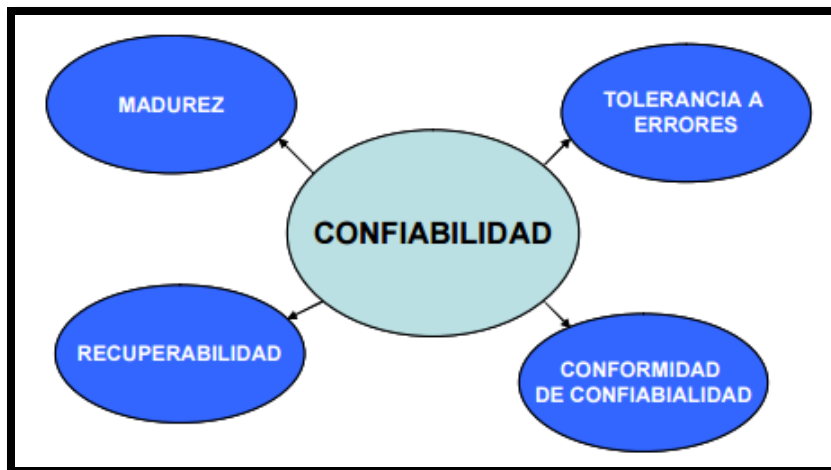 MADUREZ
TOLERANCIA A
ERRORES
CONFIABILIDAD
RECUPERABILIDAD
CONFORMIDAD
DE CONFIABIALIDAD